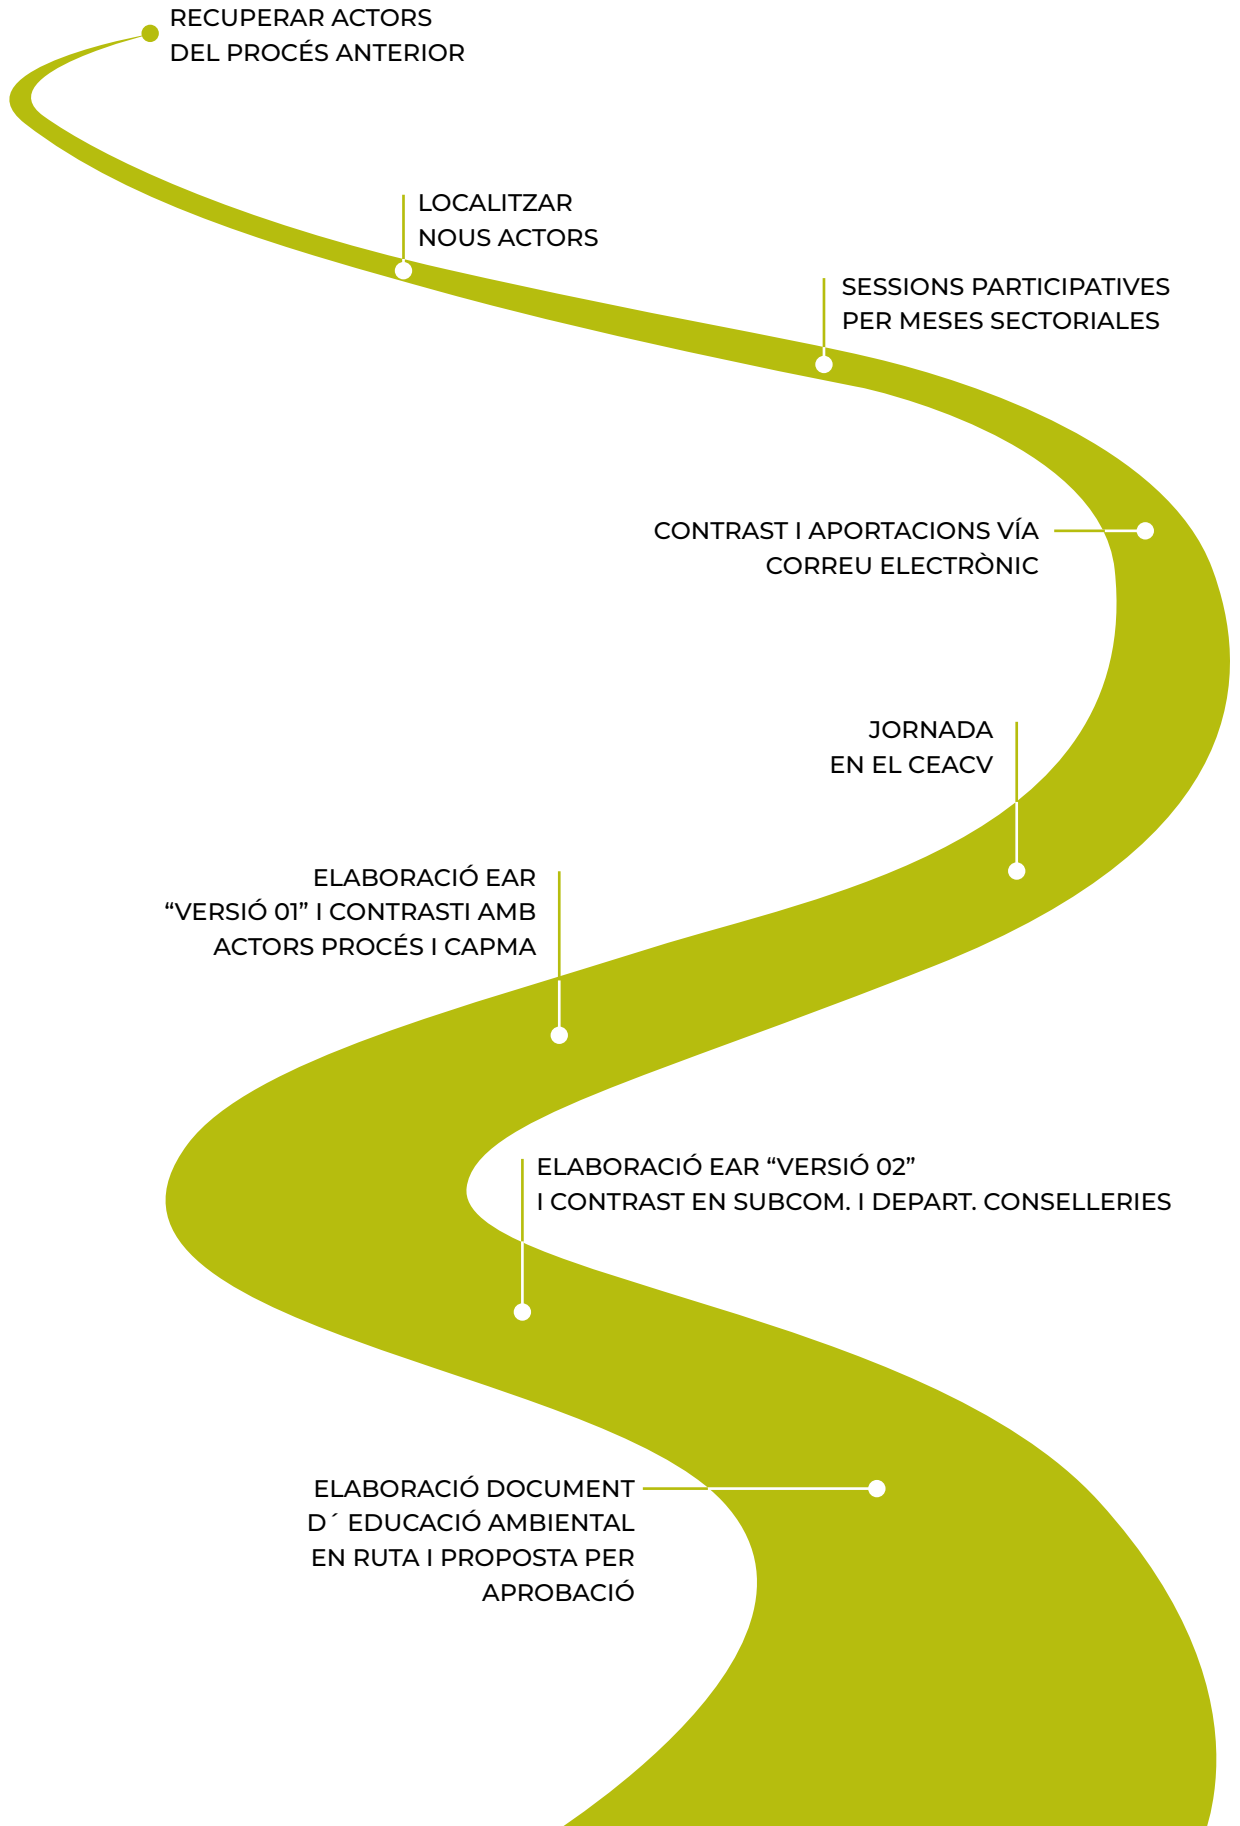 RECUPERAR ACTORS
DEL PROCÉS ANTERIOR
LOCALITZAR
NOUS ACTORS
SESSIONS PARTICIPATIVES
PER MESES SECTORIALES
CONTRAST I APORTACIONS VÍA
CORREU ELECTRÒNIC
JORNADA
EN EL CEACV
ELABORACIÓ EAR
“VERSIÓ 01” I CONTRASTI AMB
ACTORS PROCÉS I CAPMA
ELABORACIÓ EAR “VERSIÓ 02”
I CONTRAST EN SUBCOM. I DEPART. CONSELLERIES
ELABORACIÓ DOCUMENT
D´ EDUCACIÓ AMBIENTAL
EN RUTA I PROPOSTA PER
APROBACIÓ